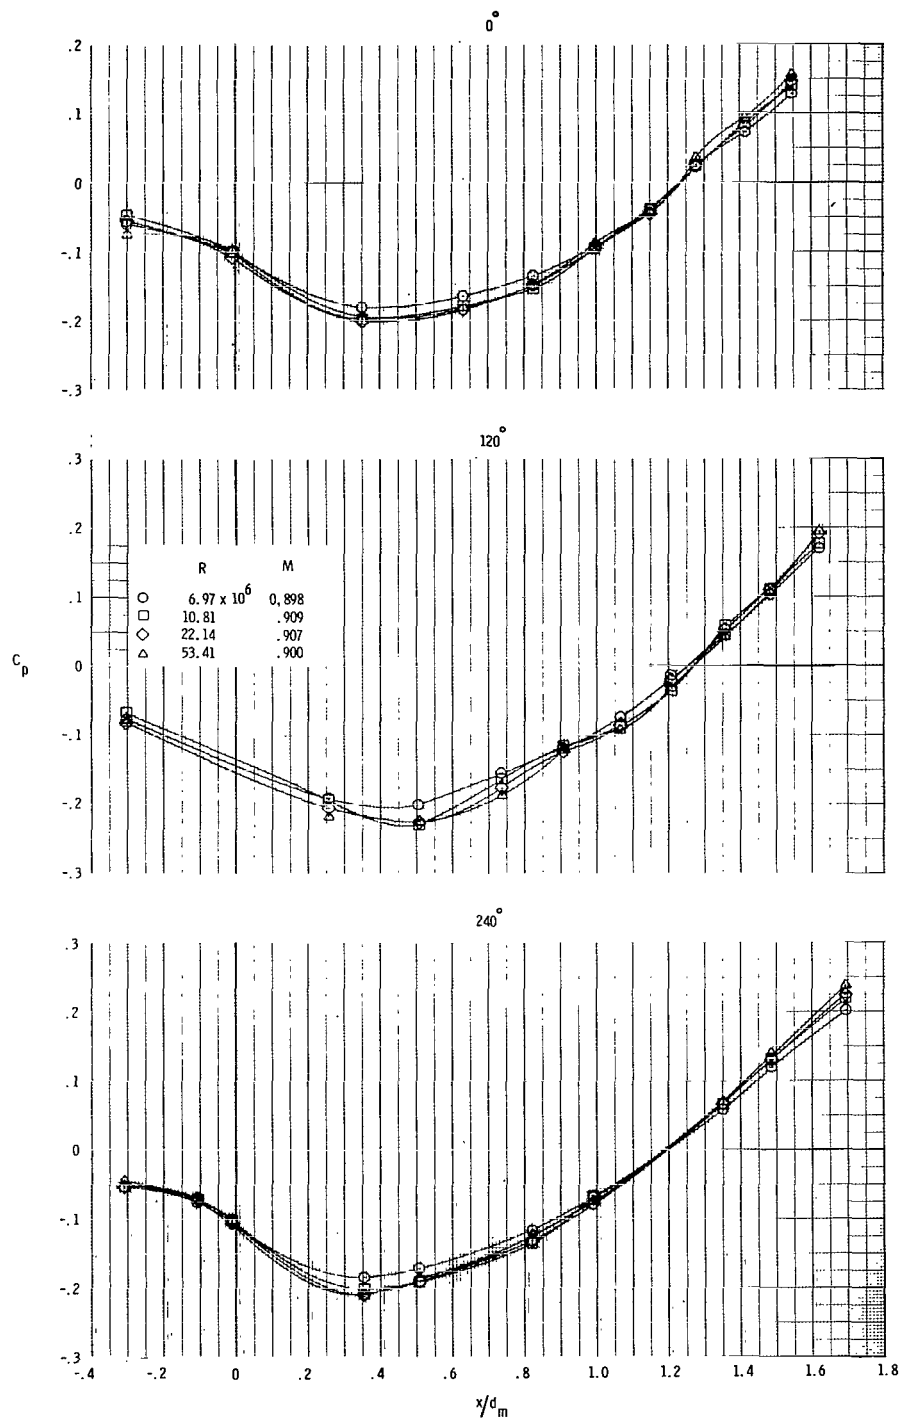 0°
.2
.1
0
-.1
-.2
-.3
120°
.3
.2
.1
0
-.1
-.2
-.3
C_p
R M
○ 6.97 x 10^6 0,898
□ 10.81 .909
◇ 22.14 .907
△ 53.41 .900
240°
.3
.2
.1
0
-.1
-.2
-.3
-.4 -.2 0 .2 .4 .6 .8 1.0 1.2 1.4 1.6 1.8
x/d_m